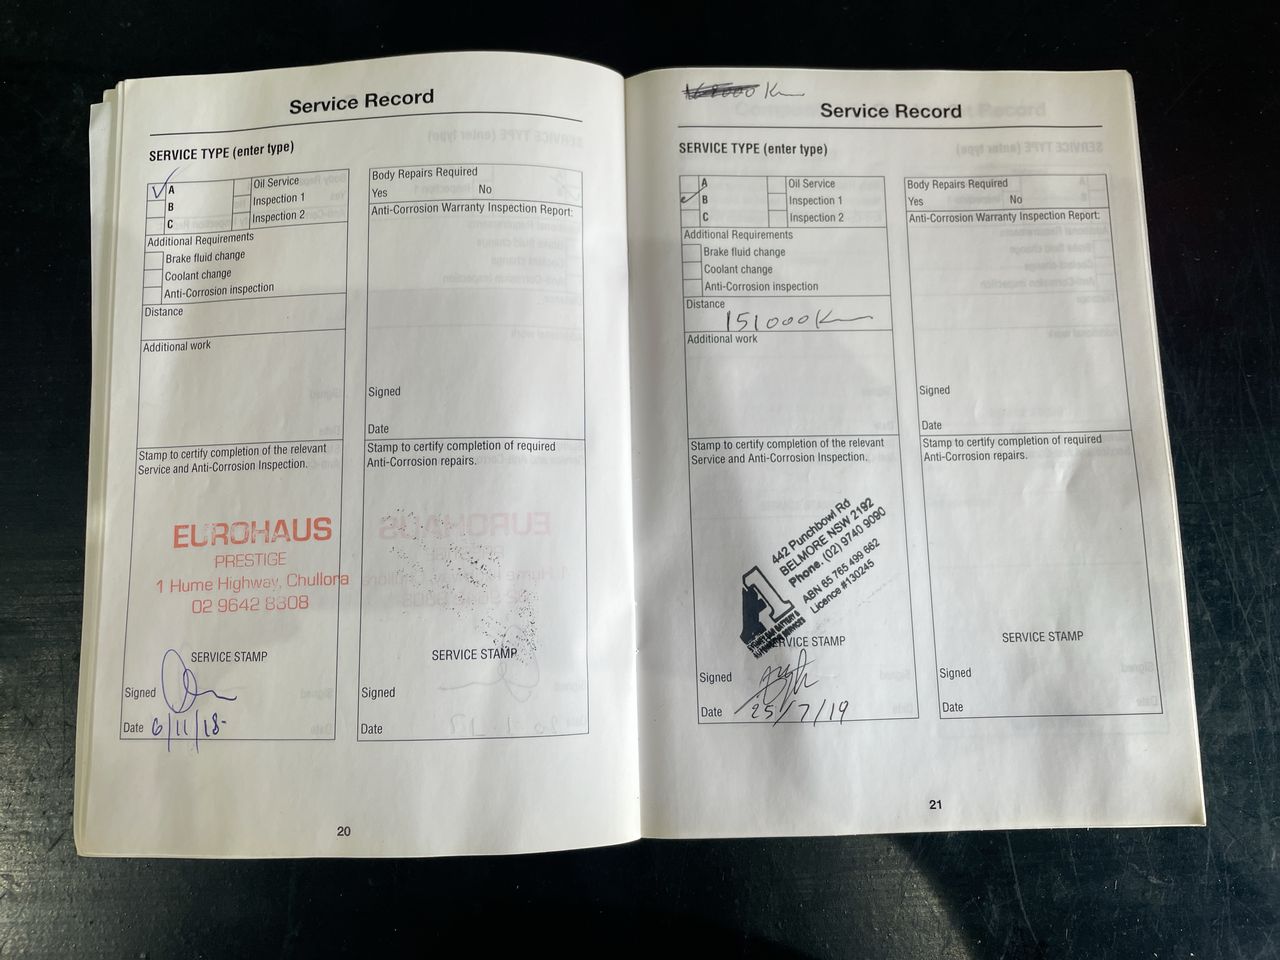 Service Record
SERVICE TYPE (enter type)
A
B
C
Oil Service
Inspection 1
Inspection 2
Additional Requirements
Brake fluid change
Coolant change
Anti-Corrosion inspection
Distance
Additional work
Stamp to certify completion of the relevant
Service and Anti-Corrosion Inspection.
EUROHAUS
PRESTIGE
1 Hume Highway, Chullora
02 9642 8308
SERVICE STAMP
Signed
Date 6/11/18-
Body Repairs Required
Yes No
Anti-Corrosion Warranty Inspection Report:
Signed
Date
Stamp to certify completion of required
Anti-Corrosion repairs.
SERVICE STAMP
Signed
Date
20
Km
Service Record
SERVICE TYPE (enter type)
A
B
C
Oil Service
Inspection 1
Inspection 2
Additional Requirements
Brake fluid change
Coolant change
Anti-Corrosion inspection
Distance
151000 Km
Additional work
Stamp to certify completion of the relevant
Service and Anti-Corrosion Inspection.
A1
442 Punchbowl Rd
BELMORE NSW 2192
Phone. (02) 9740 9090
ABN 65 765 499 662
Licence #130245
SERVICE STAMP
Signed
Date 25/7/19
Body Repairs Required
Yes No
Anti-Corrosion Warranty Inspection Report:
Signed
Date
Stamp to certify completion of required
Anti-Corrosion repairs.
SERVICE STAMP
Signed
Date
21